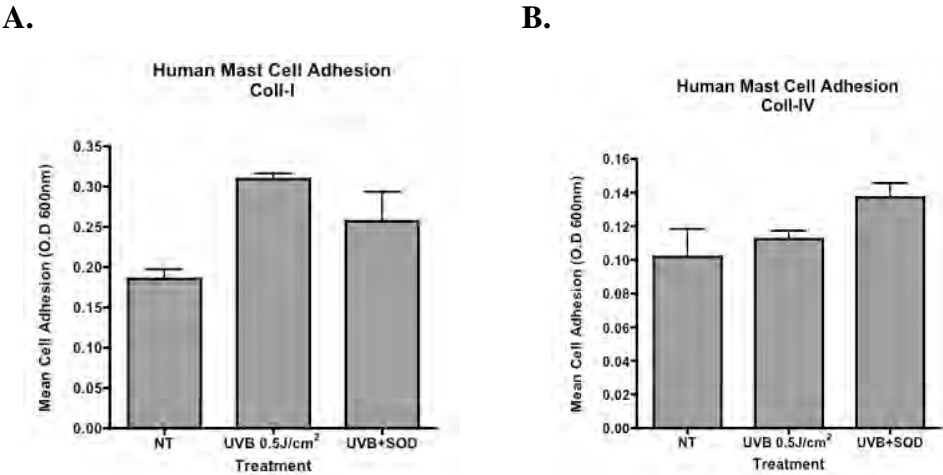 A.
B.
Human Mast Cell Adhesion
Coll-I
Mean Cell Adhesion (O.D 600nm)
0.35
0.30
0.25
0.20
0.15
0.10
0.05
0.00
NT
UVB 0.5J/cm²
UVB+SOD
Treatment
Human Mast Cell Adhesion
Coll-IV
Mean Cell Adhesion (O.D 600nm)
0.16
0.14
0.12
0.10
0.08
0.06
0.04
0.02
0.00
NT
UVB 0.5J/cm²
UVB+SOD
Treatment